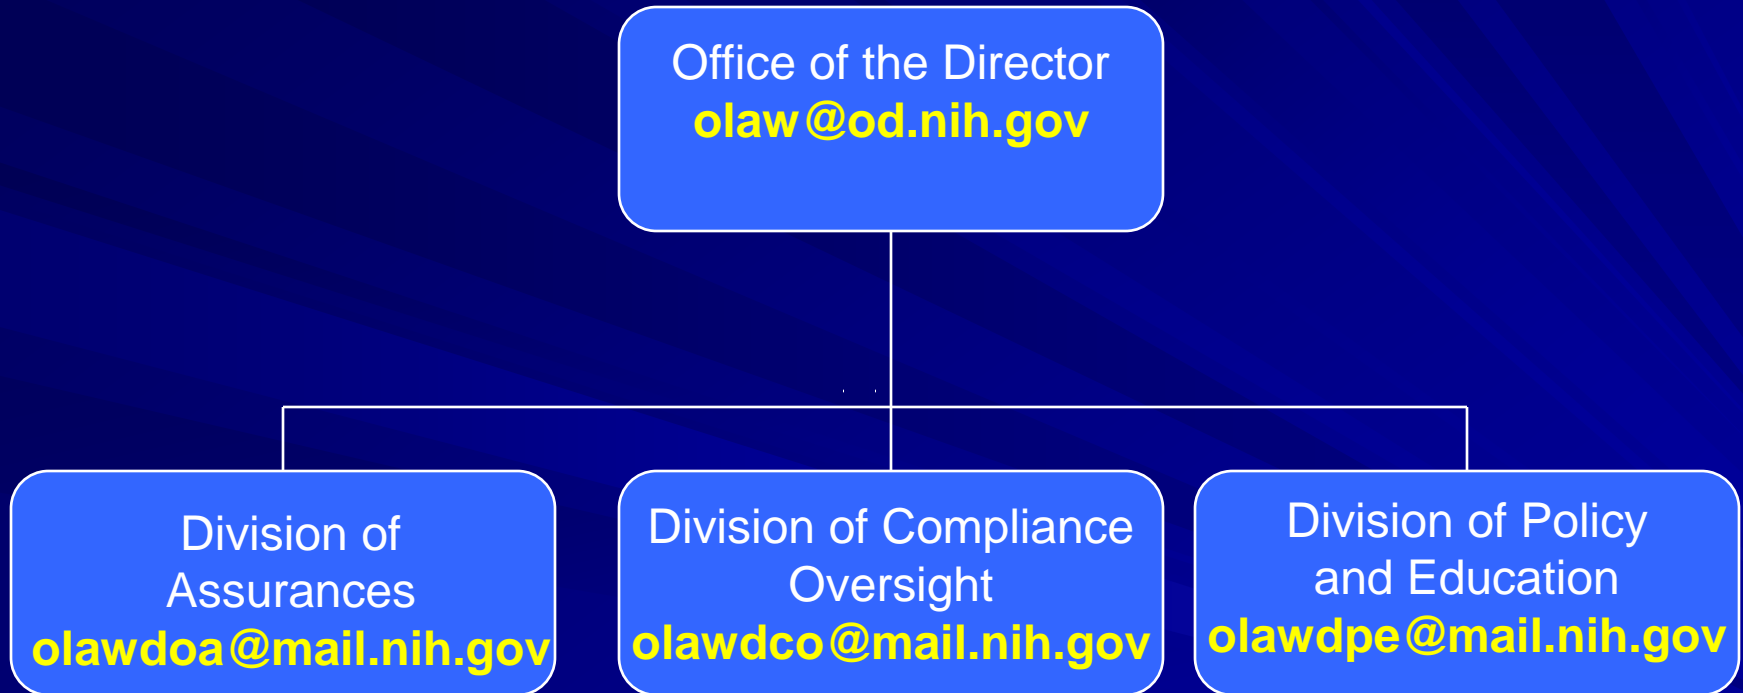 Office of the Director
olaw@od.nih.gov
Division of
Assurances
olawdoa@mail.nih.gov
Division of Compliance
Oversight
olawdco@mail.nih.gov
Division of Policy
and Education
olawdpe@mail.nih.gov